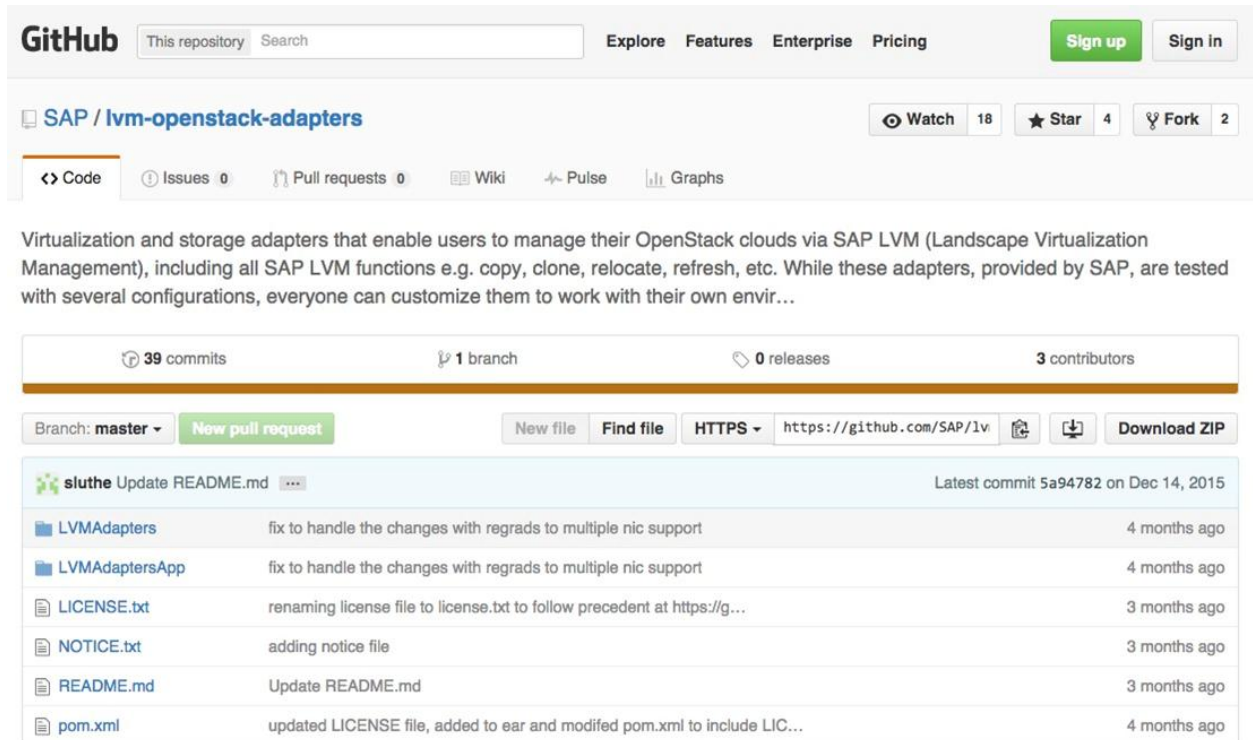 GitHub This repository Search Explore Features Enterprise Pricing Sign up Sign in
SAP / lvm-openstack-adapters Watch 18 Star 4 Fork 2
<> Code Issues 0 Pull requests 0 Wiki Pulse Graphs
Virtualization and storage adapters that enable users to manage their OpenStack clouds via SAP LVM (Landscape Virtualization
Management), including all SAP LVM functions e.g. copy, clone, relocate, refresh, etc. While these adapters, provided by SAP, are tested
with several configurations, everyone can customize them to work with their own envir...
39 commits 1 branch 0 releases 3 contributors
Branch: master New pull request New file Find file HTTPS https://github.com/SAP/lv Download ZIP
sluthe Update README.md ... Latest commit 5a94782 on Dec 14, 2015
LVMAdapters fix to handle the changes with regrads to multiple nic support 4 months ago
LVMAdaptersApp fix to handle the changes with regrads to multiple nic support 4 months ago
LICENSE.txt renaming license file to license.txt to follow precedent at https://g... 3 months ago
NOTICE.txt adding notice file 3 months ago
README.md Update README.md 3 months ago
pom.xml updated LICENSE file, added to ear and modifed pom.xml to include LIC... 4 months ago